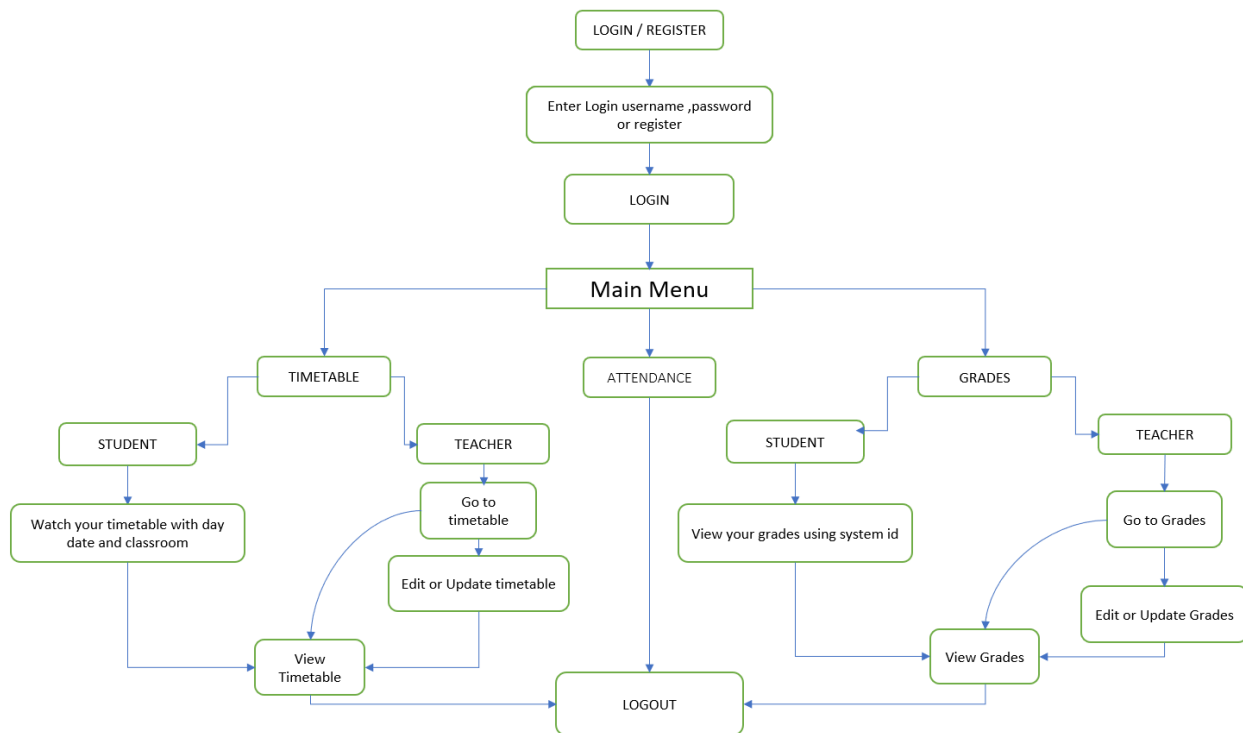 LOGIN / REGISTER
Enter Login username ,password
or register
LOGIN
Main Menu
TIMETABLE
ATTENDANCE
GRADES
STUDENT
TEACHER
STUDENT
TEACHER
Watch your timetable with day
date and classroom
Go to
timetable
View your grades using system id
Go to Grades
Edit or Update timetable
Edit or Update Grades
View
Timetable
View Grades
LOGOUT